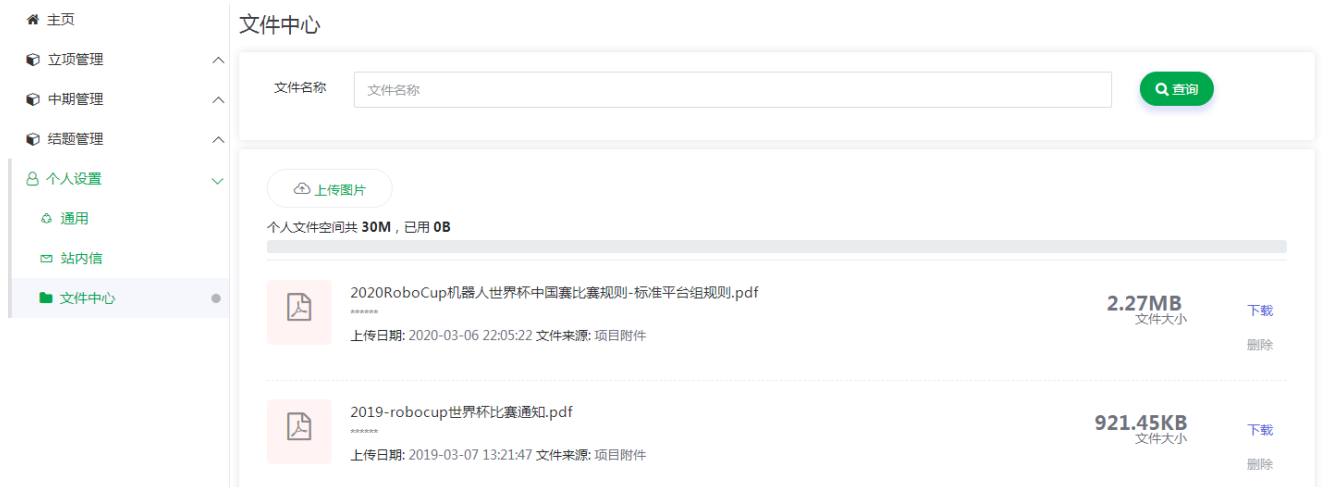 主页
立项管理
中期管理
结题管理
个人设置
通用
站内信
文件中心
文件中心
文件名称
文件名称
查询
上传图片
个人文件空间共 30M，已用 0B
2020RoboCup机器人世界杯中国赛比赛规则-标准平台组规则.pdf
******
上传日期: 2020-03-06 22:05:22 文件来源: 项目附件
2.27MB
文件大小
下载
删除
2019-robocup世界杯比赛通知.pdf
******
上传日期: 2019-03-07 13:21:47 文件来源: 项目附件
921.45KB
文件大小
下载
删除